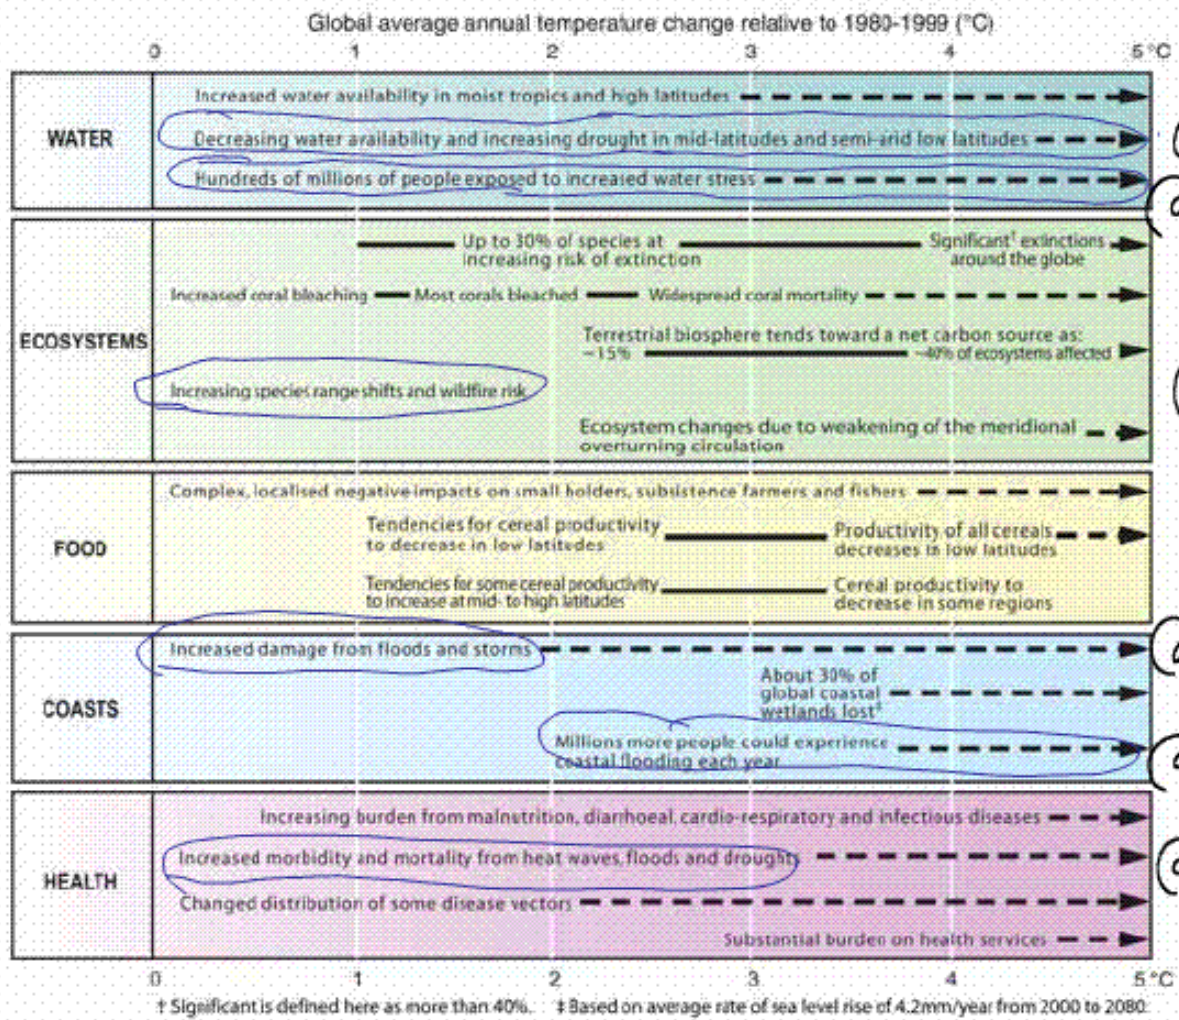 Global average annual temperature change relative to 1980-1999 (°C)
0 1 2 3 4 5 °C
WATER
Increased water availability in moist tropics and high latitudes
Decreasing water availability and increasing drought in mid-latitudes and semi-arid low latitudes
Hundreds of millions of people exposed to increased water stress
ECOSYSTEMS
Up to 30% of species at
increasing risk of extinction
Significant† extinctions
around the globe
Increased coral bleaching Most corals bleached Widespread coral mortality
Terrestrial biosphere tends toward a net carbon source as:
~15% ~40% of ecosystems affected
Increasing species range shifts and wildfire risk
Ecosystem changes due to weakening of the meridional
overturning circulation
FOOD
Complex, localised negative impacts on small holders, subsistence farmers and fishers
Tendencies for cereal productivity
to decrease in low latitudes
Productivity of all cereals
decreases in low latitudes
Tendencies for some cereal productivity
to increase at mid- to high latitudes
Cereal productivity to
decrease in some regions
COASTS
Increased damage from floods and storms
About 30% of
global coastal
wetlands lost‡
Millions more people could experience
coastal flooding each year
HEALTH
Increasing burden from malnutrition, diarrhoeal, cardio-respiratory and infectious diseases
Increased morbidity and mortality from heat waves, floods and droughts
Changed distribution of some disease vectors
Substantial burden on health services
0 1 2 3 4 5 °C
† Significant is defined here as more than 40%. ‡ Based on average rate of sea level rise of 4.2mm/year from 2000 to 2080.